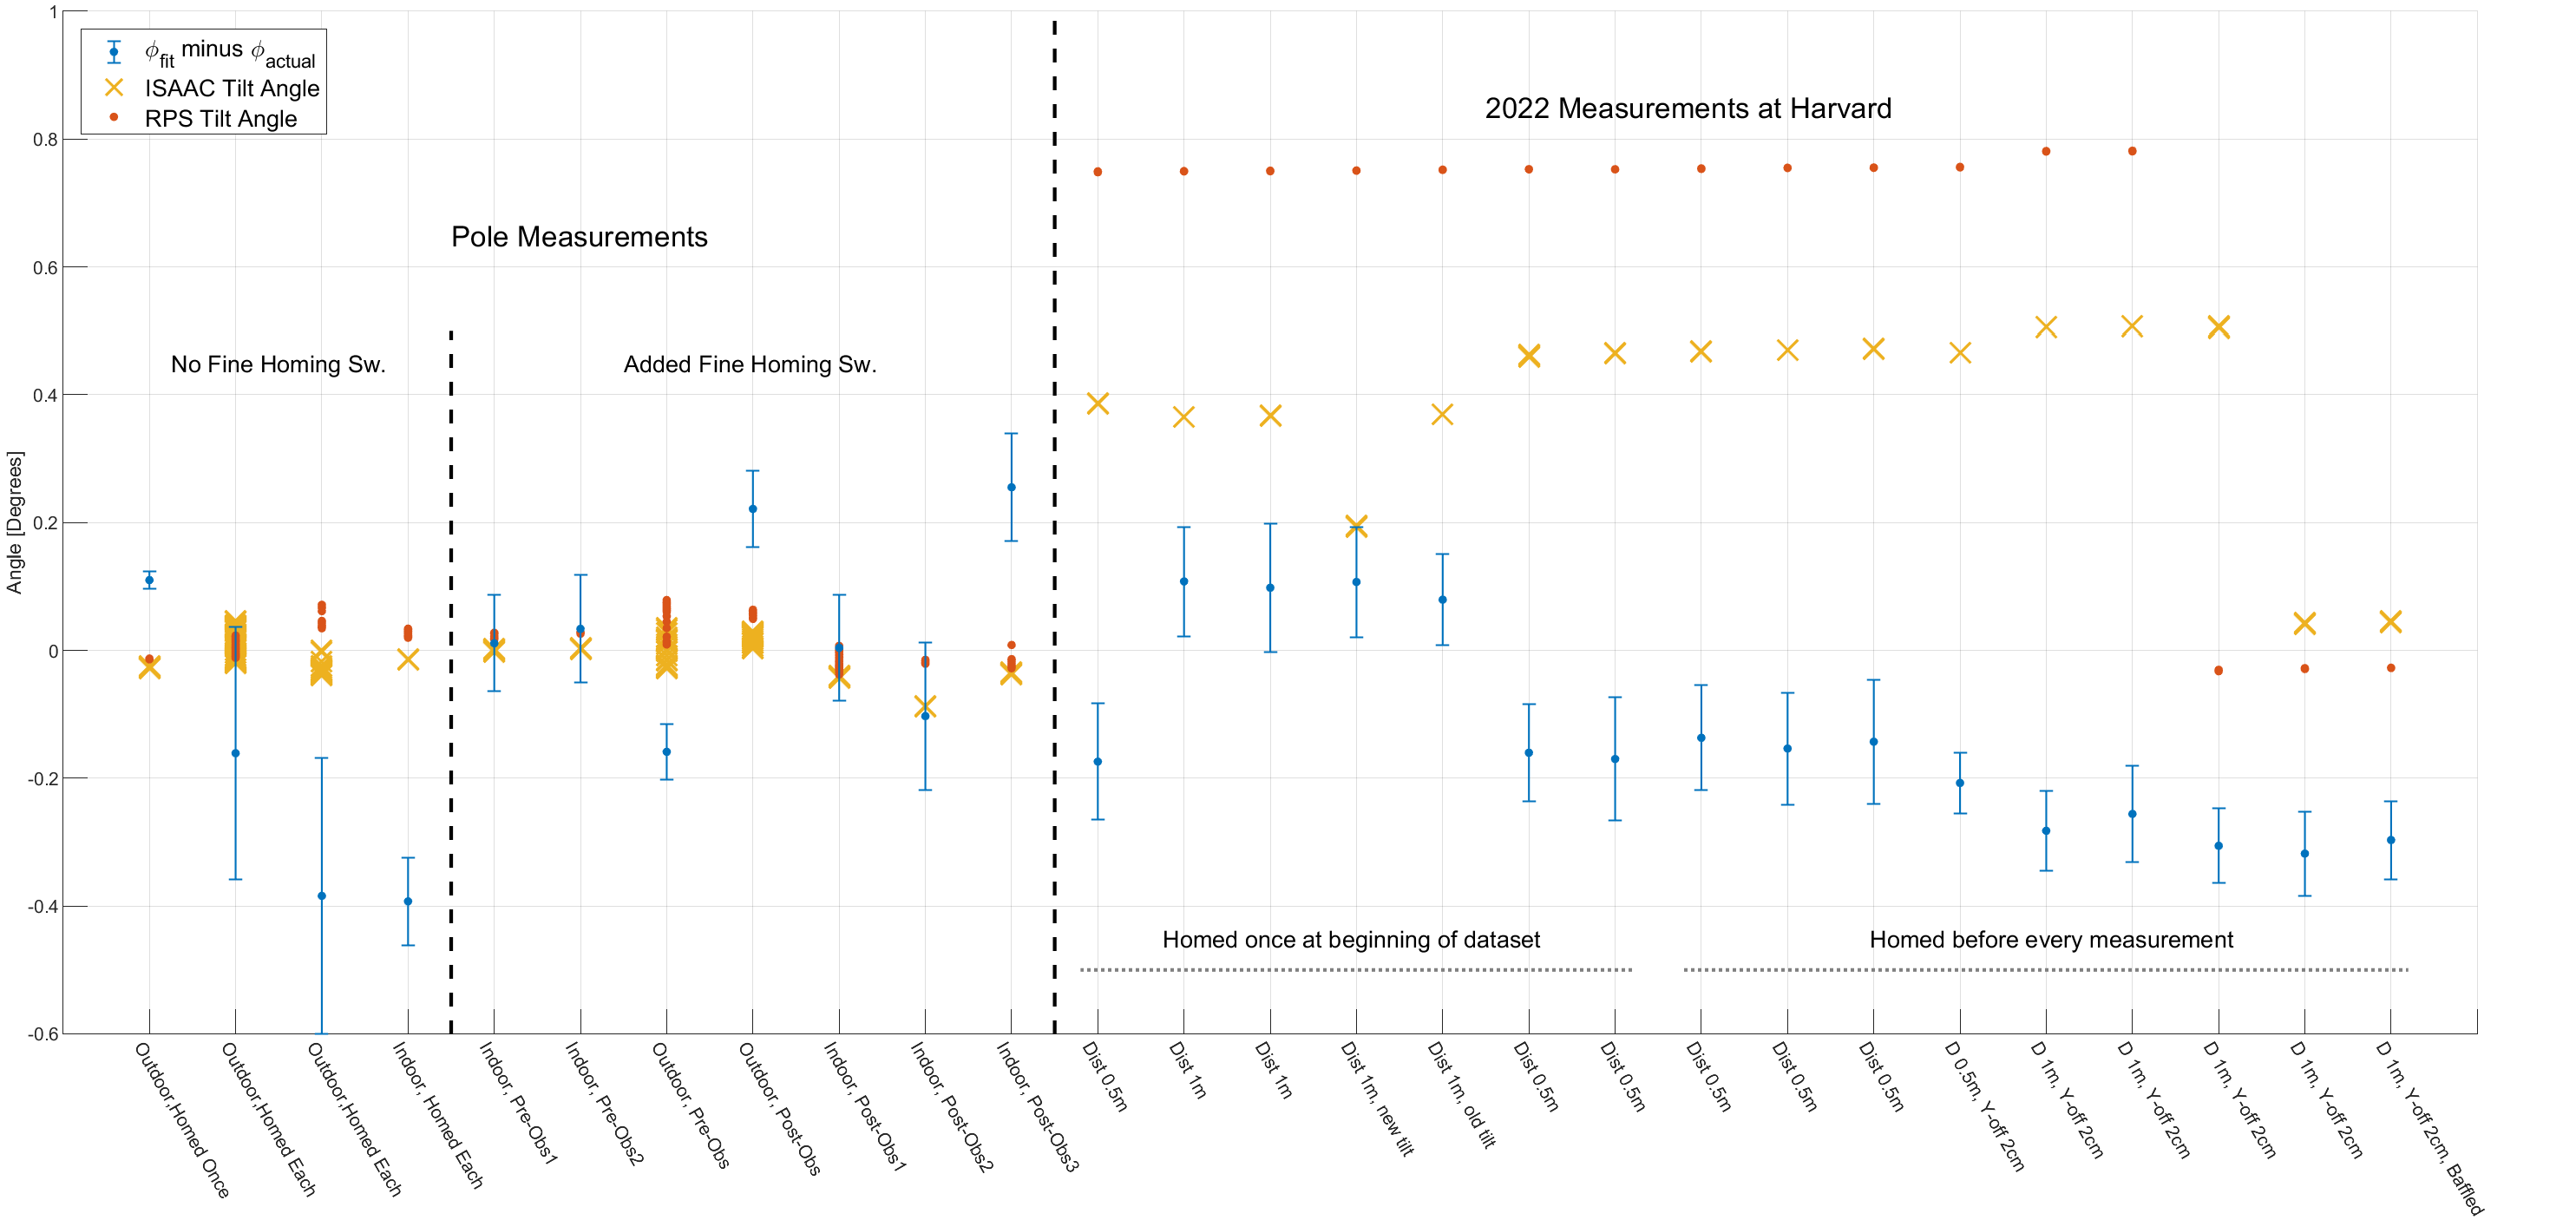 ϕfit minus ϕactual
ISAAC Tilt Angle
RPS Tilt Angle
2022 Measurements at Harvard
Pole Measurements
No Fine Homing Sw.
Added Fine Homing Sw.
Homed once at beginning of dataset
Homed before every measurement
Angle [Degrees]
1
0.8
0.6
0.4
0.2
0
-0.2
-0.4
-0.6
Outdoor,Homed Once
Outdoor,Homed Each
Outdoor,Homed Each
Indoor, Homed Each
Indoor, Pre-Obs1
Indoor, Pre-Obs2
Outdoor, Pre-Obs
Outdoor, Post-Obs
Indoor, Post-Obs1
Indoor, Post-Obs2
Indoor, Post-Obs3
Dist 0.5m
Dist 1m
Dist 1m
Dist 1m, new tilt
Dist 1m, old tilt
Dist 0.5m
Dist 0.5m
Dist 0.5m
Dist 0.5m
Dist 0.5m
D 0.5m, Y-off 2cm
D 1m, Y-off 2cm
D 1m, Y-off 2cm
D 1m, Y-off 2cm
D 1m, Y-off 2cm
D 1m, Y-off 2cm, Baffled